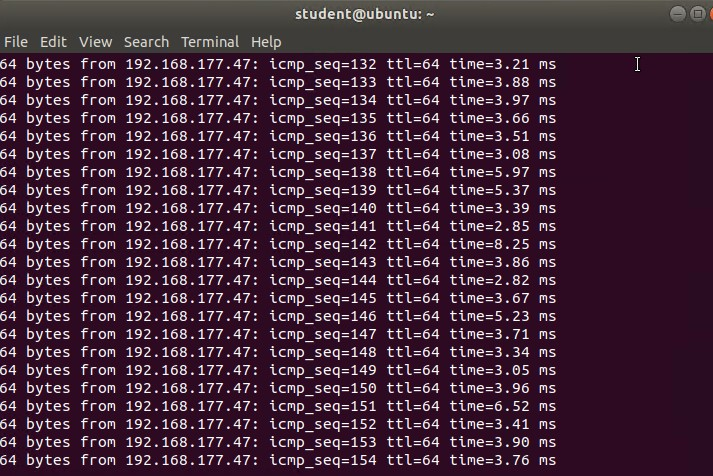 student@ubuntu: ~
File Edit View Search Terminal Help
64 bytes from 192.168.177.47: icmp_seq=132 ttl=64 time=3.21 ms
64 bytes from 192.168.177.47: icmp_seq=133 ttl=64 time=3.88 ms
64 bytes from 192.168.177.47: icmp_seq=134 ttl=64 time=3.97 ms
64 bytes from 192.168.177.47: icmp_seq=135 ttl=64 time=3.66 ms
64 bytes from 192.168.177.47: icmp_seq=136 ttl=64 time=3.51 ms
64 bytes from 192.168.177.47: icmp_seq=137 ttl=64 time=3.08 ms
64 bytes from 192.168.177.47: icmp_seq=138 ttl=64 time=5.97 ms
64 bytes from 192.168.177.47: icmp_seq=139 ttl=64 time=5.37 ms
64 bytes from 192.168.177.47: icmp_seq=140 ttl=64 time=3.39 ms
64 bytes from 192.168.177.47: icmp_seq=141 ttl=64 time=2.85 ms
64 bytes from 192.168.177.47: icmp_seq=142 ttl=64 time=8.25 ms
64 bytes from 192.168.177.47: icmp_seq=143 ttl=64 time=3.86 ms
64 bytes from 192.168.177.47: icmp_seq=144 ttl=64 time=2.82 ms
64 bytes from 192.168.177.47: icmp_seq=145 ttl=64 time=3.67 ms
64 bytes from 192.168.177.47: icmp_seq=146 ttl=64 time=5.23 ms
64 bytes from 192.168.177.47: icmp_seq=147 ttl=64 time=3.71 ms
64 bytes from 192.168.177.47: icmp_seq=148 ttl=64 time=3.34 ms
64 bytes from 192.168.177.47: icmp_seq=149 ttl=64 time=3.05 ms
64 bytes from 192.168.177.47: icmp_seq=150 ttl=64 time=3.96 ms
64 bytes from 192.168.177.47: icmp_seq=151 ttl=64 time=6.52 ms
64 bytes from 192.168.177.47: icmp_seq=152 ttl=64 time=3.41 ms
64 bytes from 192.168.177.47: icmp_seq=153 ttl=64 time=3.90 ms
64 bytes from 192.168.177.47: icmp_seq=154 ttl=64 time=3.76 ms